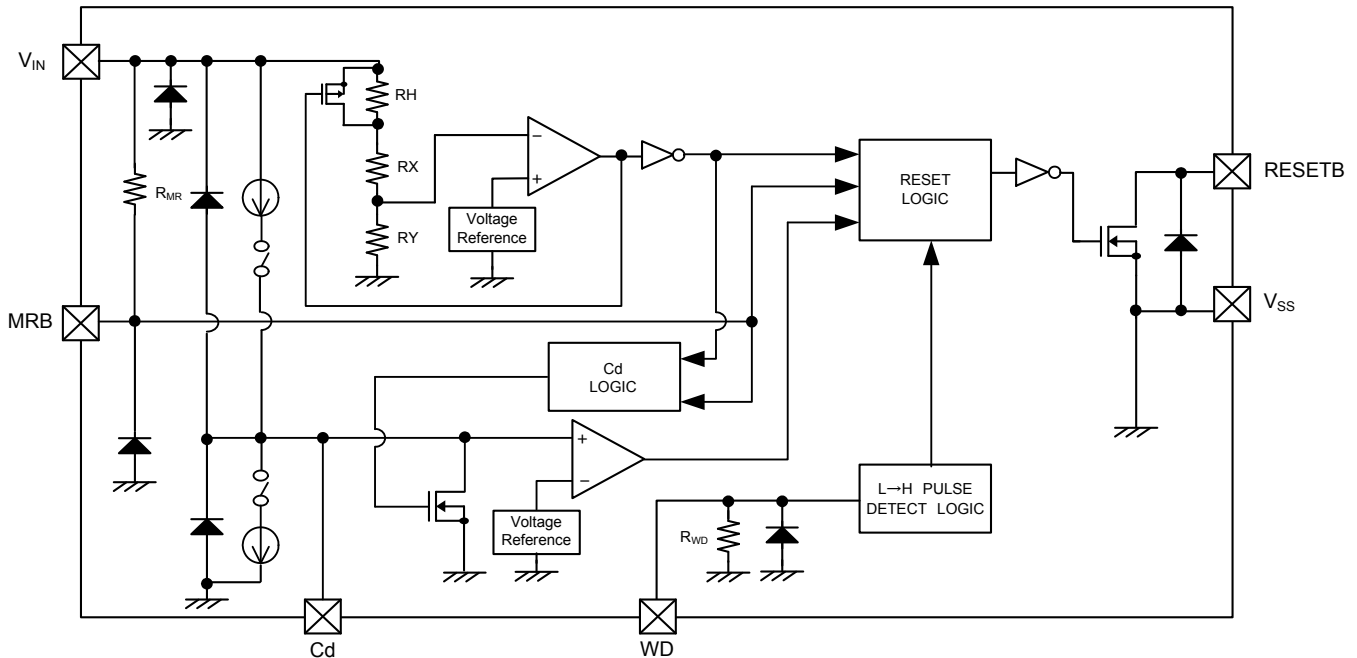 V_IN
RH
RX
RY
R_MR
Voltage
Reference
−
+
RESET
LOGIC
RESETB
V_SS
MRB
Cd
LOGIC
+
−
Voltage
Reference
L→H PULSE
DETECT LOGIC
R_WD
Cd
WD